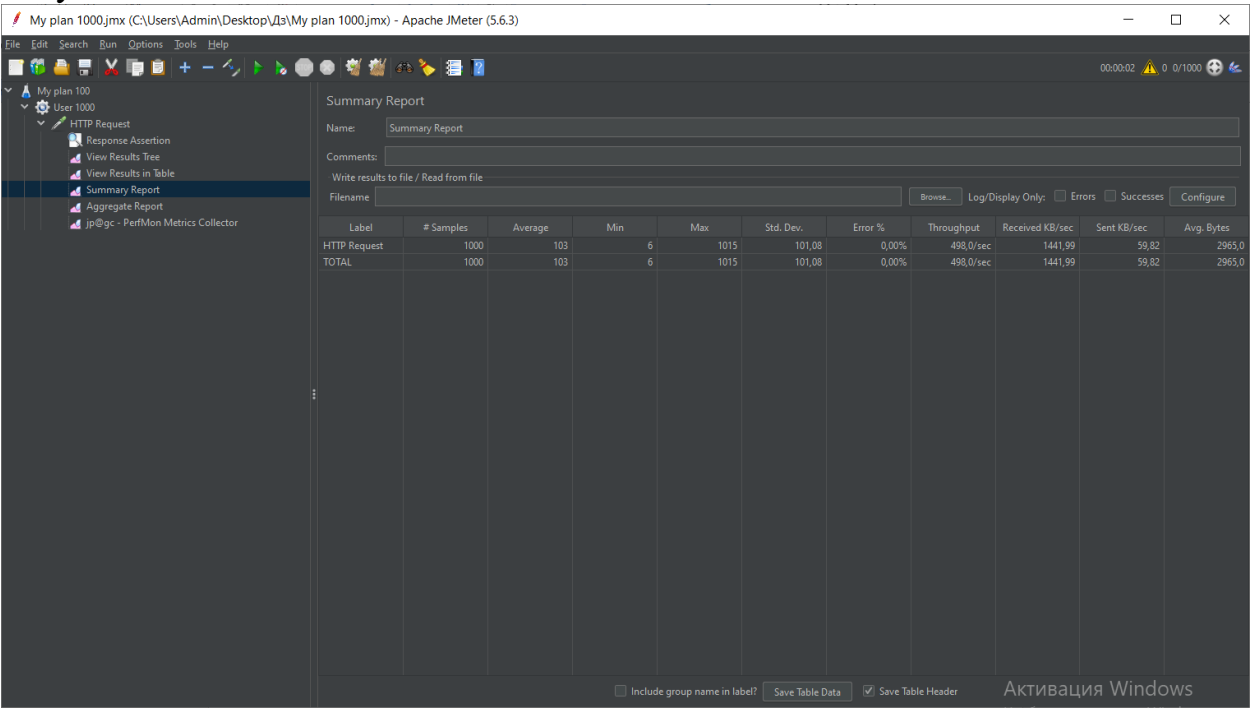 My plan 1000.jmx (C:\Users\Admin\Desktop\Дз\My plan 1000.jmx) - Apache JMeter (5.6.3)
File Edit Search Run Options Tools Help
00:00:02 0 0/1000
My plan 100
User 1000
HTTP Request
Response Assertion
View Results Tree
View Results in Table
Summary Report
Aggregate Report
jp@gc - PerfMon Metrics Collector
Summary Report
Name: Summary Report
Comments:
Write results to file / Read from file
Filename Browse... Log/Display Only: Errors Successes Configure
Label # Samples Average Min Max Std. Dev. Error % Throughput Received KB/sec Sent KB/sec Avg. Bytes
HTTP Request 1000 103 6 1015 101,08 0,00% 498,0/sec 1441,99 59,82 2965,0
TOTAL 1000 103 6 1015 101,08 0,00% 498,0/sec 1441,99 59,82 2965,0
Include group name in label? Save Table Data Save Table Header
Активация Windows